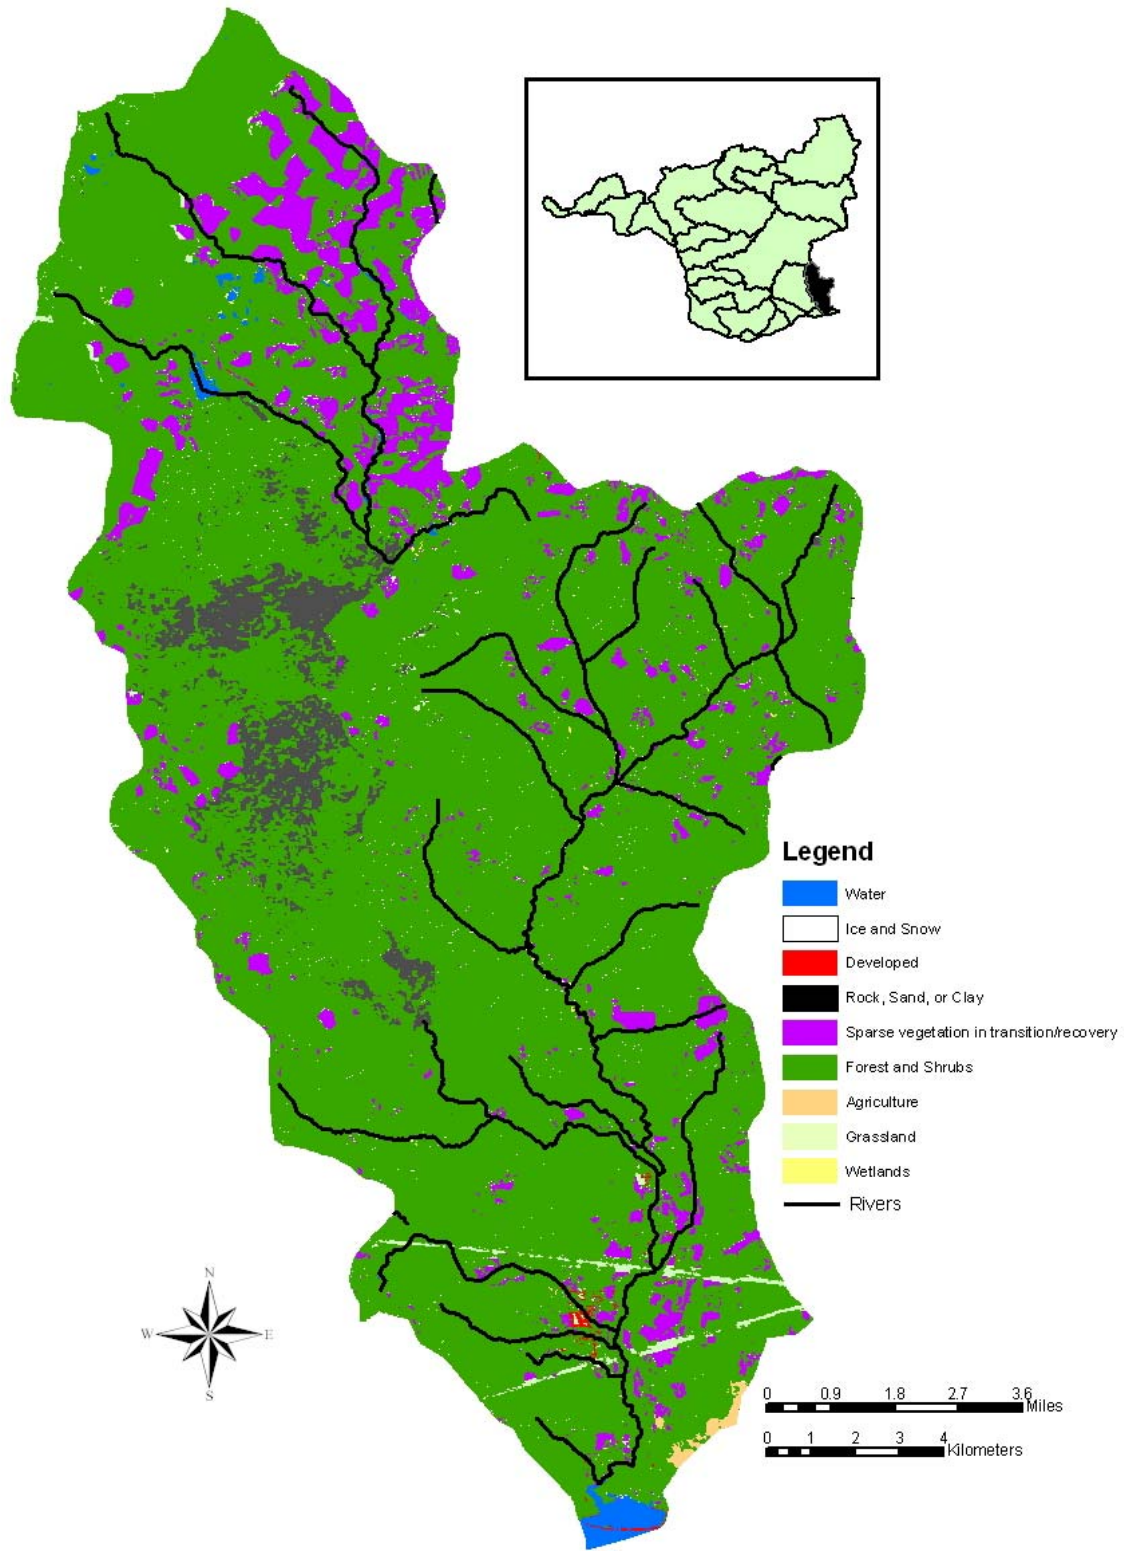 Legend
Water
Ice and Snow
Developed
Rock, Sand, or Clay
Sparse vegetation in transition/recovery
Forest and Shrubs
Agriculture
Grassland
Wetlands
Rivers
N
W E
S
0 0.9 1.8 2.7 3.6
Miles
0 1 2 3 4
Kilometers